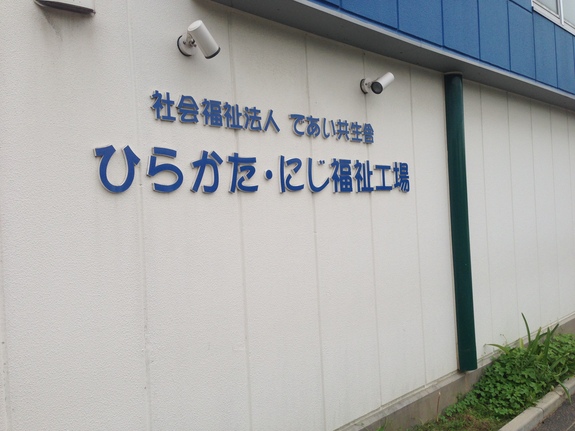 社会福祉法人 であい共生會
ひらかた・にじ福祉工場